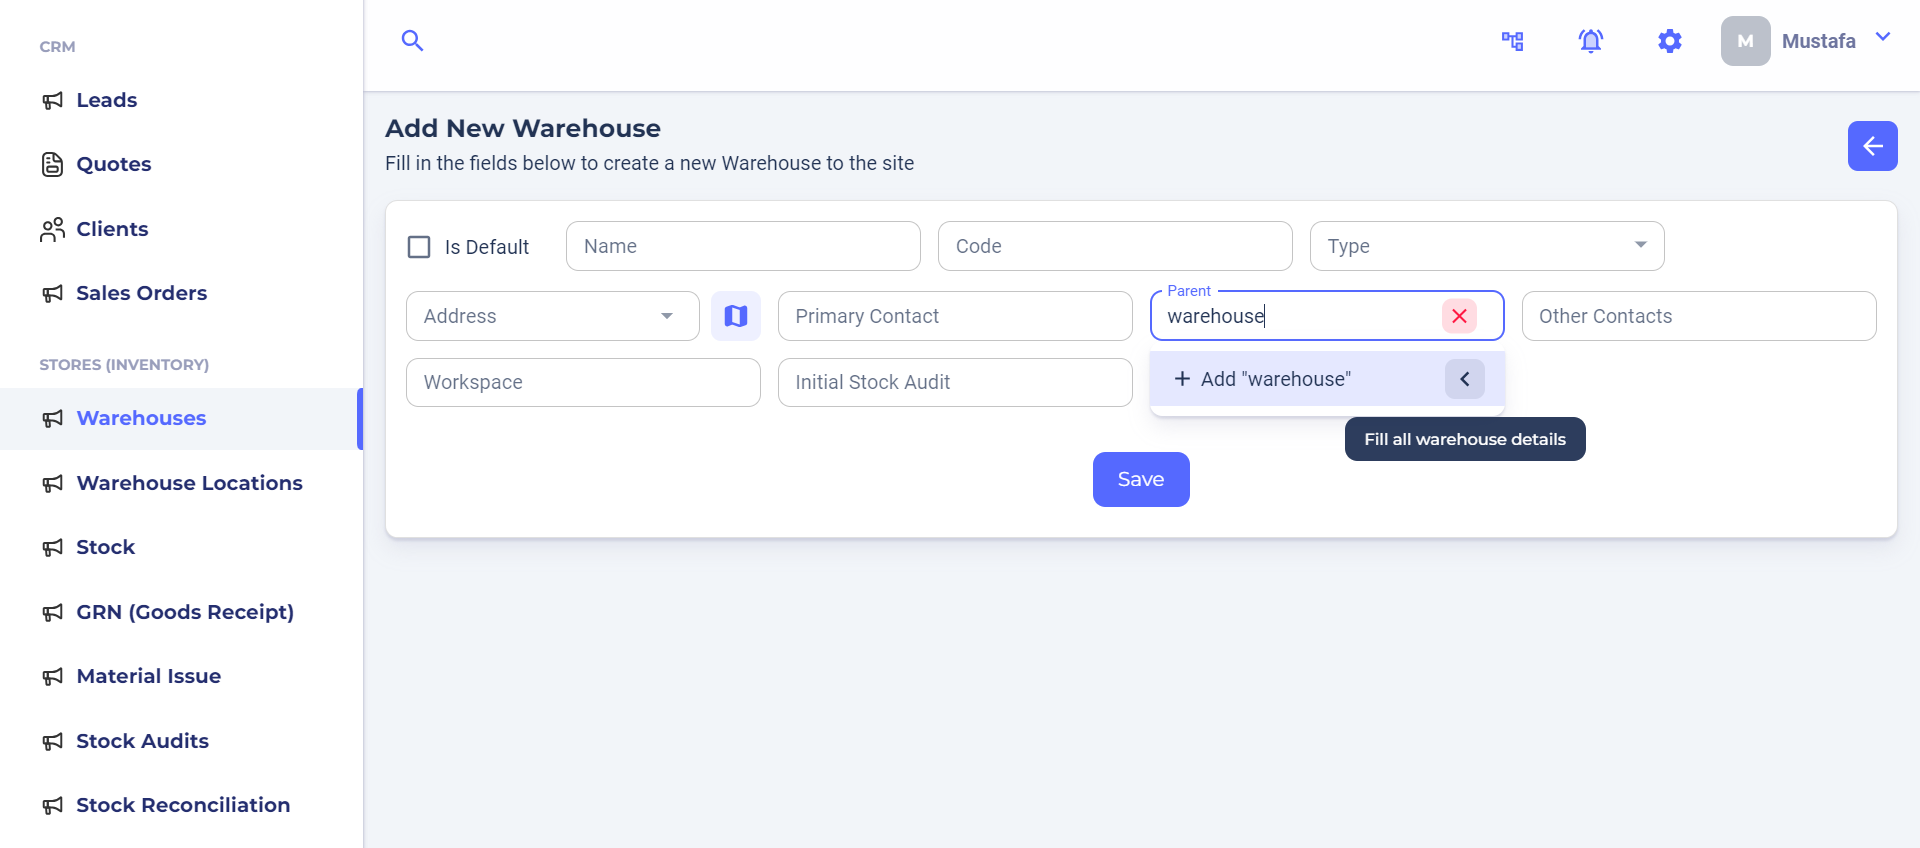 CRM
Leads
Quotes
Clients
Sales Orders
STORES (INVENTORY)
Warehouses
Warehouse Locations
Stock
GRN (Goods Receipt)
Material Issue
Stock Audits
Stock Reconciliation
M
Mustafa
Add New Warehouse
Fill in the fields below to create a new Warehouse to the site
Is Default
Name
Code
Type
Address
Primary Contact
Parent
warehouse
Other Contacts
Workspace
Initial Stock Audit
Add "warehouse"
Fill all warehouse details
Save